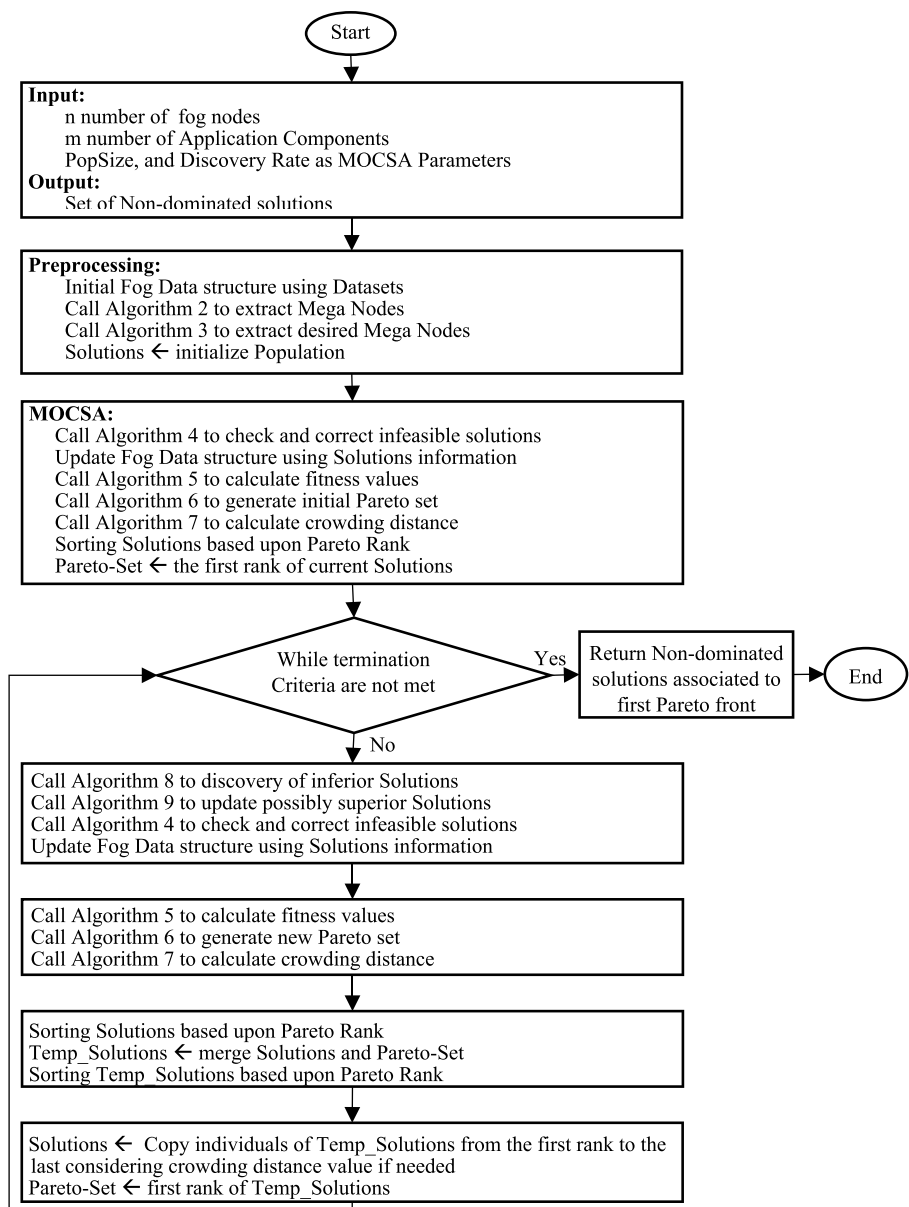 Start
Input:
n number of fog nodes
m number of Application Components
PopSize, and Discovery Rate as MOCSA Parameters
Output:
Set of Non-dominated solutions
Preprocessing:
Initial Fog Data structure using Datasets
Call Algorithm 2 to extract Mega Nodes
Call Algorithm 3 to extract desired Mega Nodes
Solutions ← initialize Population
MOCSA:
Call Algorithm 4 to check and correct infeasible solutions
Update Fog Data structure using Solutions information
Call Algorithm 5 to calculate fitness values
Call Algorithm 6 to generate initial Pareto set
Call Algorithm 7 to calculate crowding distance
Sorting Solutions based upon Pareto Rank
Pareto-Set ← the first rank of current Solutions
While termination
Criteria are not met
Yes
Return Non-dominated
solutions associated to
first Pareto front
End
No
Call Algorithm 8 to discovery of inferior Solutions
Call Algorithm 9 to update possibly superior Solutions
Call Algorithm 4 to check and correct infeasible solutions
Update Fog Data structure using Solutions information
Call Algorithm 5 to calculate fitness values
Call Algorithm 6 to generate new Pareto set
Call Algorithm 7 to calculate crowding distance
Sorting Solutions based upon Pareto Rank
Temp_Solutions ← merge Solutions and Pareto-Set
Sorting Temp_Solutions based upon Pareto Rank
Solutions ← Copy individuals of Temp_Solutions from the first rank to the
last considering crowding distance value if needed
Pareto-Set ← first rank of Temp_Solutions